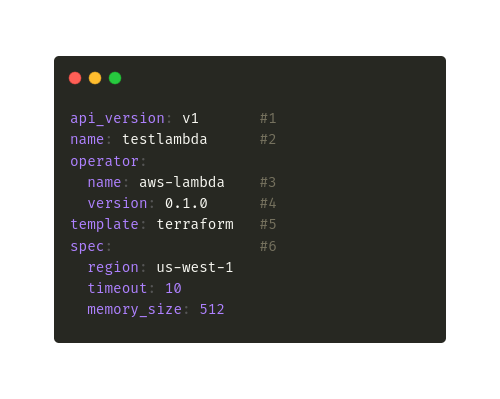 api_version: v1       #1
name: testlambda      #2
operator:
  name: aws-lambda    #3
  version: 0.1.0      #4
template: terraform   #5
spec:                 #6
  region: us-west-1
  timeout: 10
  memory_size: 512